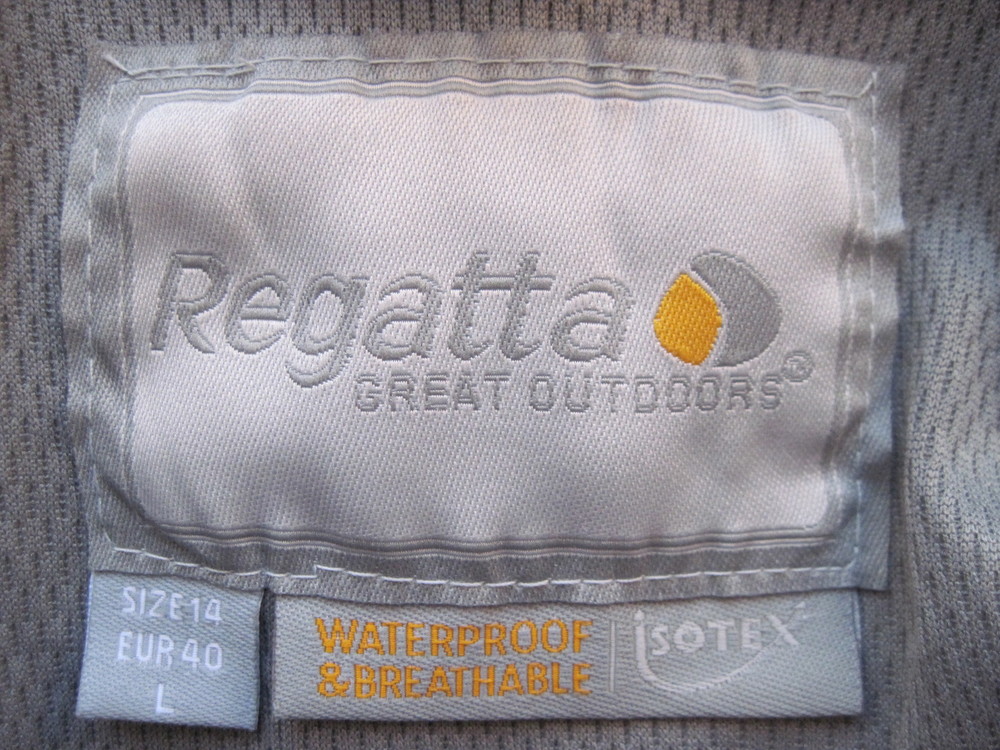 Regatta
GREAT OUTDOORS®
SIZE 14
EUR 40
L
WATERPROOF
& BREATHABLE
isOTEX